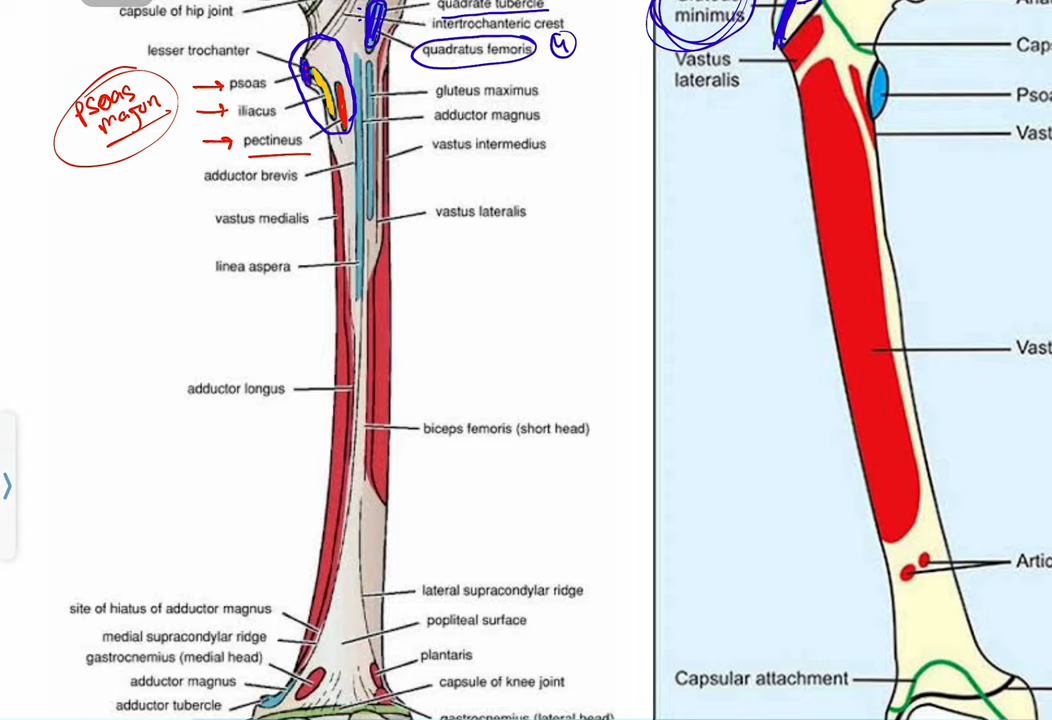 capsule of hip joint
quadrate tubercle
intertrochanteric crest
lesser trochanter
quadratus femoris
4
psoas
iliacus
pectineus
Psoas
major
gluteus maximus
adductor magnus
vastus intermedius
adductor brevis
vastus medialis
vastus lateralis
linea aspera
adductor longus
biceps femoris (short head)
lateral supracondylar ridge
site of hiatus of adductor magnus
popliteal surface
medial supracondylar ridge
gastrocnemius (medial head)
plantaris
adductor magnus
capsule of knee joint
adductor tubercle
gastrocnemius (lateral head)
minimus
Caps
Vastus
lateralis
Psoa
Vast
Vast
Artic
Capsular attachment